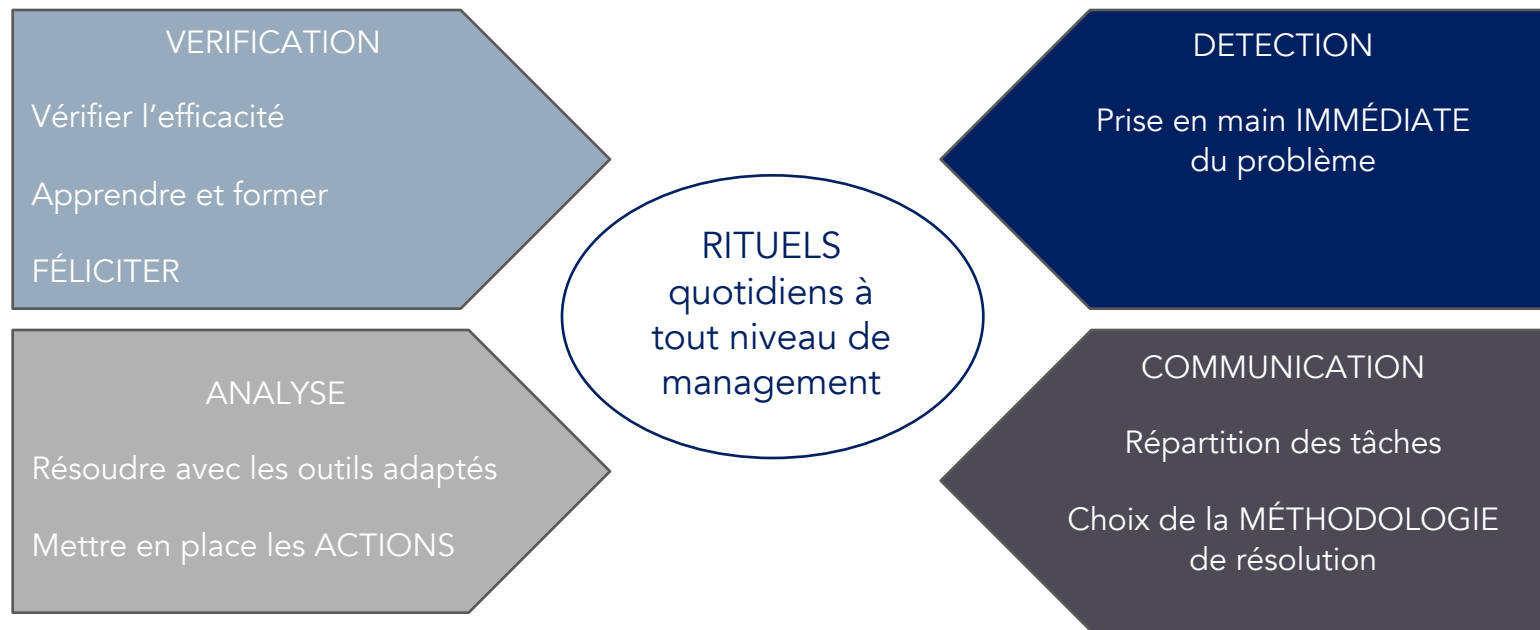 VERIFICATION
Vérifier l’efficacité
Apprendre et former
FÉLICITER
DETECTION
Prise en main IMMÉDIATE
du problème
RITUELS
quotidiens à
tout niveau de
management
ANALYSE
Résoudre avec les outils adaptés
Mettre en place les ACTIONS
COMMUNICATION
Répartition des tâches
Choix de la MÉTHODOLOGIE
de résolution